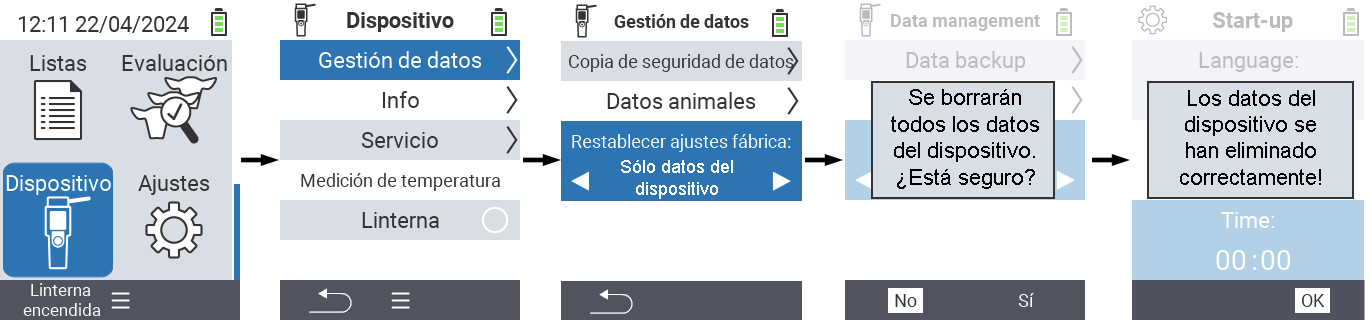 12:11 22/04/2024
Listas
Evaluación
Dispositivo
Ajustes
Linterna
encendida
Dispositivo
Gestión de datos
Info
Servicio
Medición de temperatura
Linterna
Gestión de datos
Copia de seguridad de datos
Datos animales
Restablecer ajustes fábrica:
Sólo datos del
dispositivo
Data management
Data backup
Se borrarán
todos los datos
del dispositivo.
¿Está seguro?
No
Sí
Start-up
Language:
Los datos del
dispositivo se
han eliminado
correctamente!
Time:
00:00
OK